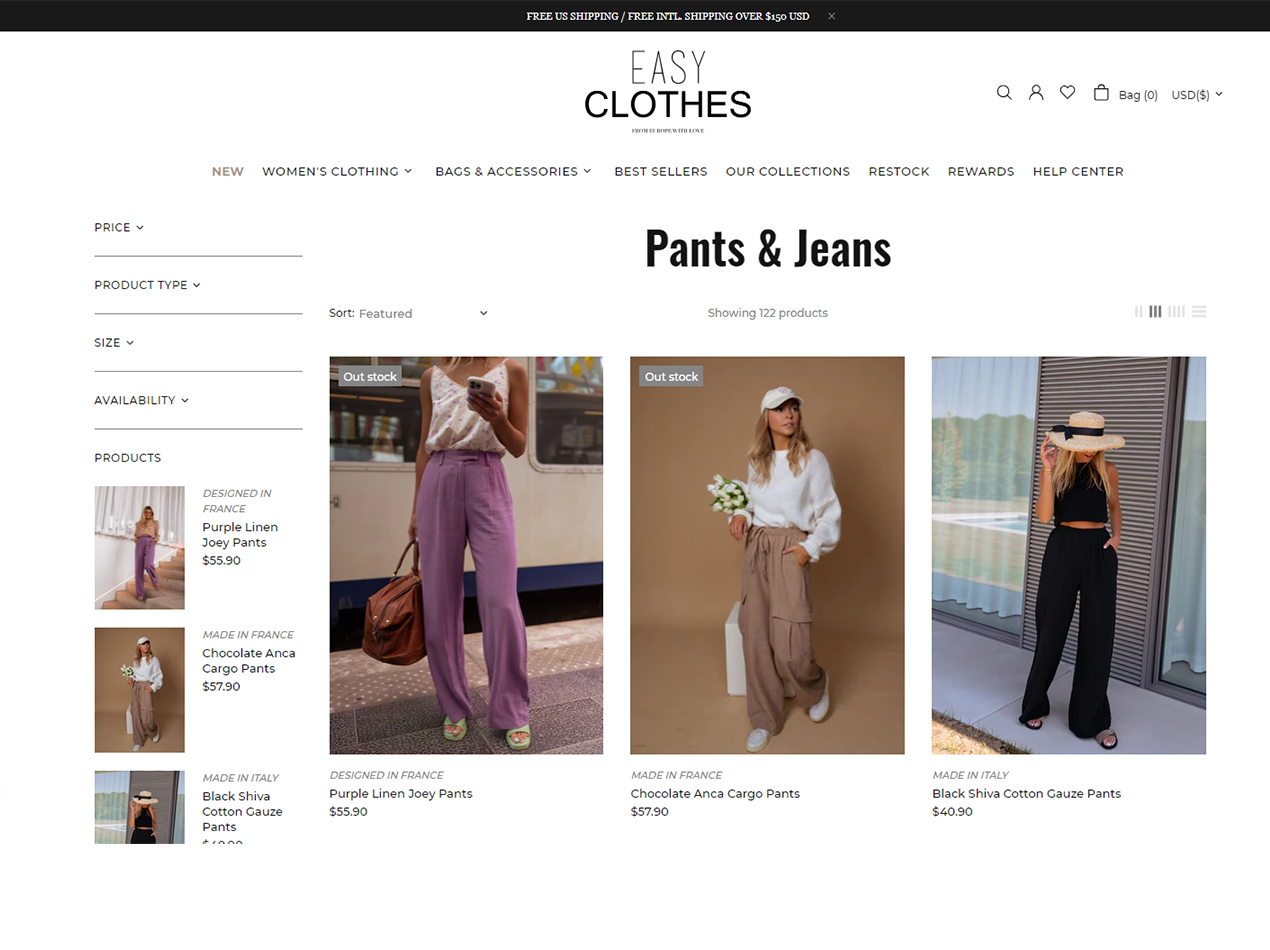 FREE US SHIPPING / FREE INTL. SHIPPING OVER $150 USD
EASY
CLOTHES
FROM EUROPE WITH LOVE
Bag (0)
USD($)
NEW
WOMEN'S CLOTHING
BAGS & ACCESSORIES
BEST SELLERS
OUR COLLECTIONS
RESTOCK
REWARDS
HELP CENTER
PRICE
PRODUCT TYPE
SIZE
AVAILABILITY
PRODUCTS
DESIGNED IN
FRANCE
Purple Linen
Joey Pants
$55.90
MADE IN FRANCE
Chocolate Anca
Cargo Pants
$57.90
MADE IN ITALY
Black Shiva
Cotton Gauze
Pants
$40.90
Pants & Jeans
Sort: Featured
Showing 122 products
Out stock
DESIGNED IN FRANCE
Purple Linen Joey Pants
$55.90
Out stock
MADE IN FRANCE
Chocolate Anca Cargo Pants
$57.90
MADE IN ITALY
Black Shiva Cotton Gauze Pants
$40.90